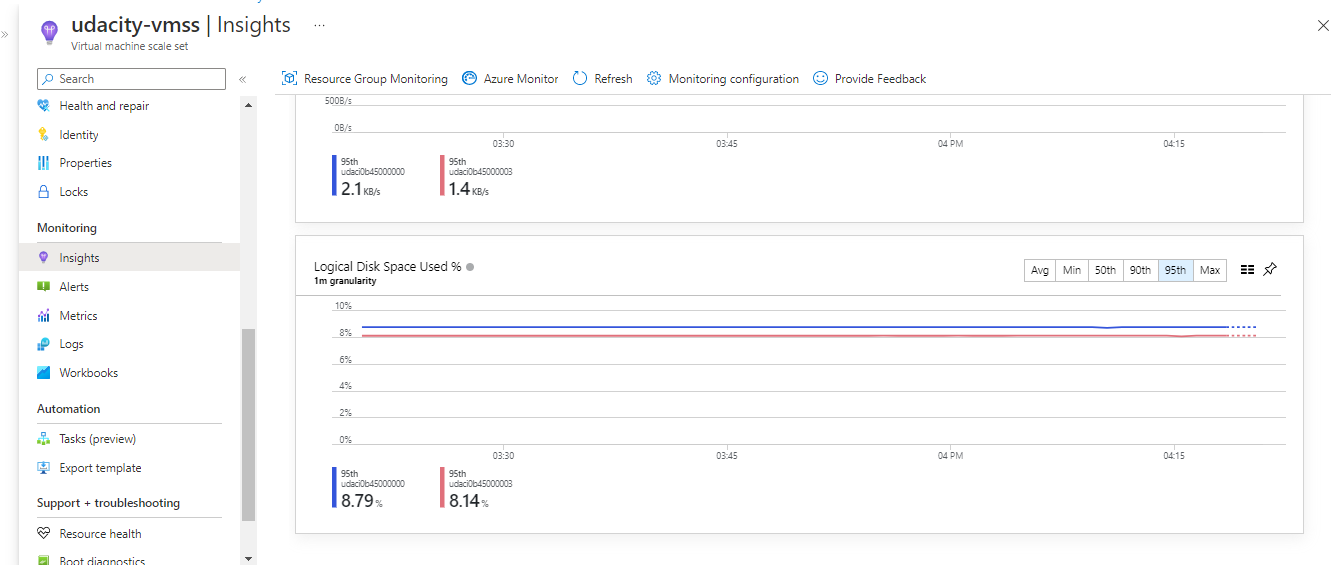 udacity-vmss | Insights ...
Virtual machine scale set
Search
Resource Group Monitoring Azure Monitor Refresh Monitoring configuration Provide Feedback
Health and repair
Identity
Properties
Locks
Monitoring
Insights
Alerts
Metrics
Logs
Workbooks
Automation
Tasks (preview)
Export template
Support + troubleshooting
Resource health
Boot diagnostics
500B/s
0B/s
03:30 03:45 04 PM 04:15
95th 95th
udaci0b45000000 udaci0b45000003
2.1 KB/s 1.4 KB/s
Logical Disk Space Used %
1m granularity
Avg Min 50th 90th 95th Max
10%
8%
6%
4%
2%
0%
03:30 03:45 04 PM 04:15
95th 95th
udaci0b45000000 udaci0b45000003
8.79 % 8.14 %